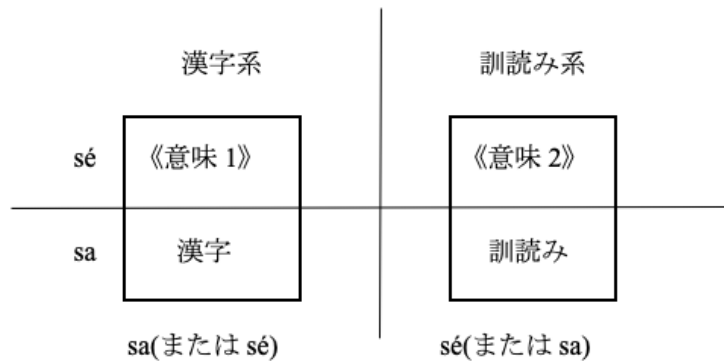 漢字系 訓読み系
sé 《意味 1》 《意味 2》
sa 漢字 訓読み
sa(または sé) sé(または sa)